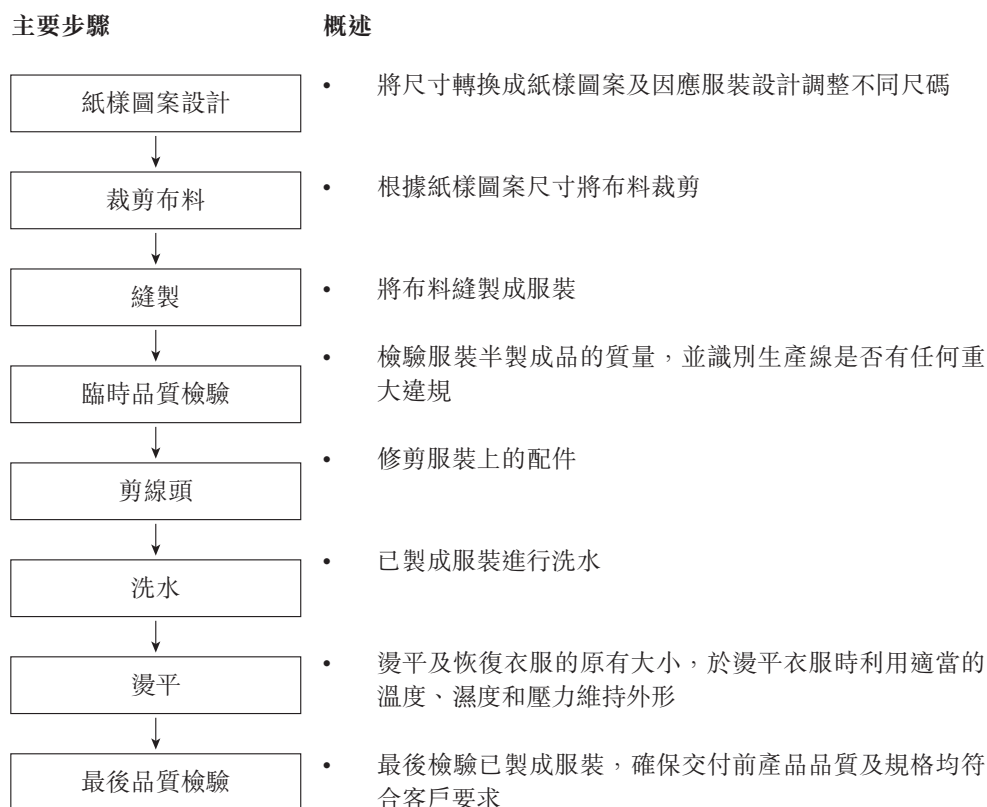 主要步驟 概述
紙樣圖案設計 • 將尺寸轉換成紙樣圖案及因應服裝設計調整不同尺碼
裁剪布料 • 根據紙樣圖案尺寸將布料裁剪
縫製 • 將布料縫製成服裝
臨時品質檢驗 • 檢驗服裝半製成品的質量，並識別生產線是否有任何重
大違規
剪線頭 • 修剪服裝上的配件
洗水 • 已製成服裝進行洗水
燙平 • 燙平及恢復衣服的原有大小，於燙平衣服時利用適當的
溫度、濕度和壓力維持外形
最後品質檢驗 • 最後檢驗已製成服裝，確保交付前產品品質及規格均符
合客戶要求